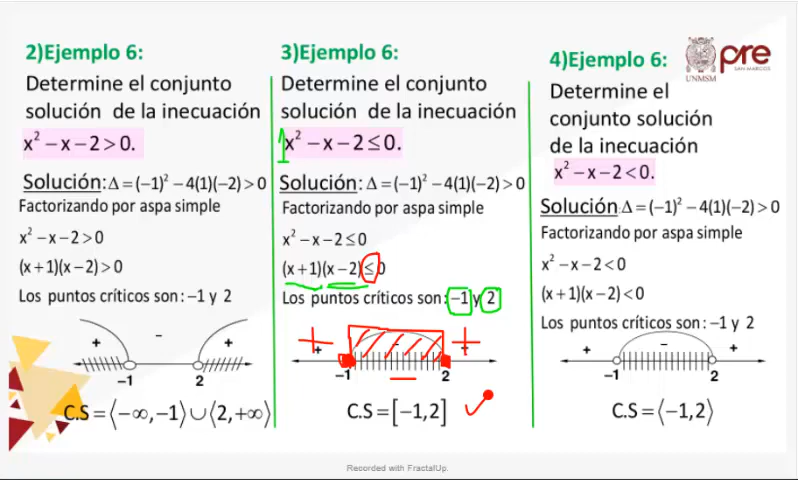 2)Ejemplo 6:
Determine el conjunto
solución de la inecuación
x² − x − 2 > 0.
Solución: Δ = (−1)² − 4(1)(−2) > 0
Factorizando por aspa simple
x² − x − 2 > 0
(x + 1)(x − 2) > 0
Los puntos críticos son: −1 y 2
+ − +
−1 2
C.S = ⟨−∞, −1⟩ ∪ ⟨2, +∞⟩
3)Ejemplo 6:
Determine el conjunto
solución de la inecuación
1 x² − x − 2 ≤ 0.
Solución: Δ = (−1)² − 4(1)(−2) > 0
Factorizando por aspa simple
x² − x − 2 ≤ 0
(x + 1)(x − 2) ≤ 0
Los puntos críticos son: −1 y 2
+ +
+ − +
−1 − 2
C.S = [−1, 2]
4)Ejemplo 6:
UNMSM
pre
SAN MARCOS
Determine el
conjunto solución
de la inecuación
x² − x − 2 < 0.
Solución: Δ = (−1)² − 4(1)(−2) > 0
Factorizando por aspa simple
x² − x − 2 < 0
(x + 1)(x − 2) < 0
Los puntos críticos son: −1 y 2
+ − +
−1 2
C.S = ⟨−1, 2⟩
Recorded with FractalUp.